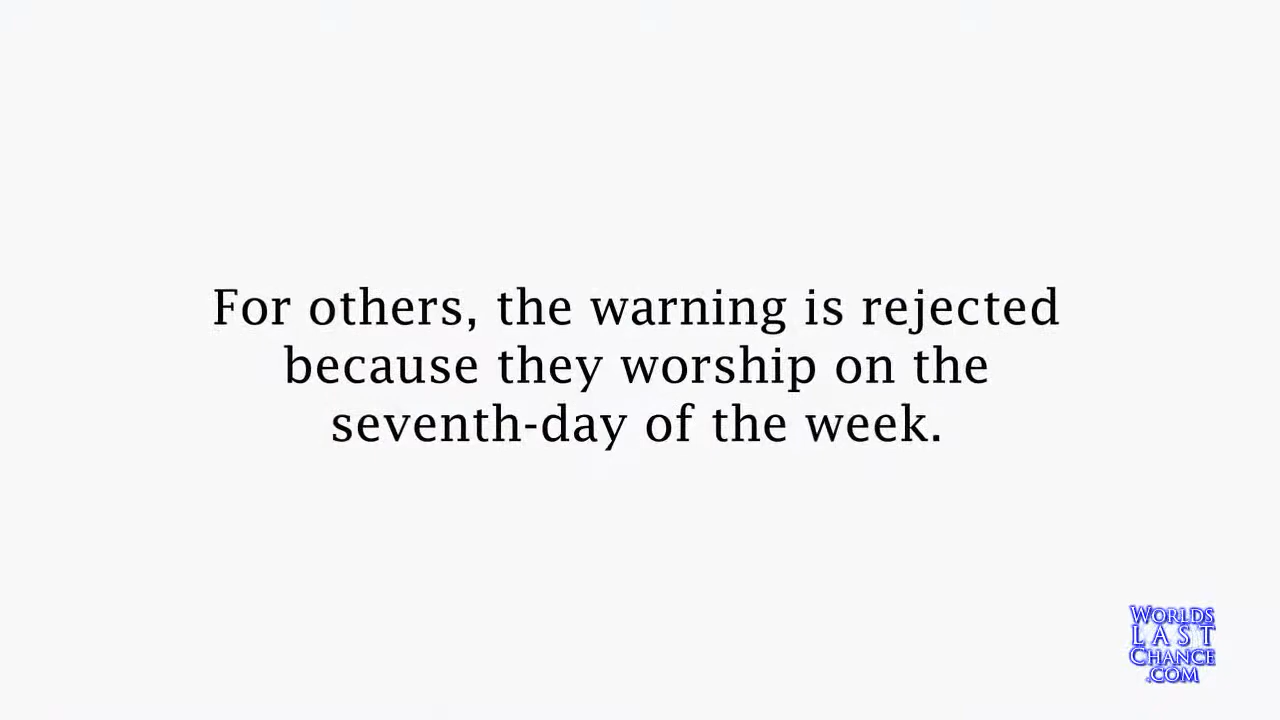 For others, the warning is rejected
because they worship on the
seventh-day of the week.
WORLDS
LAST
CHANCE
.COM